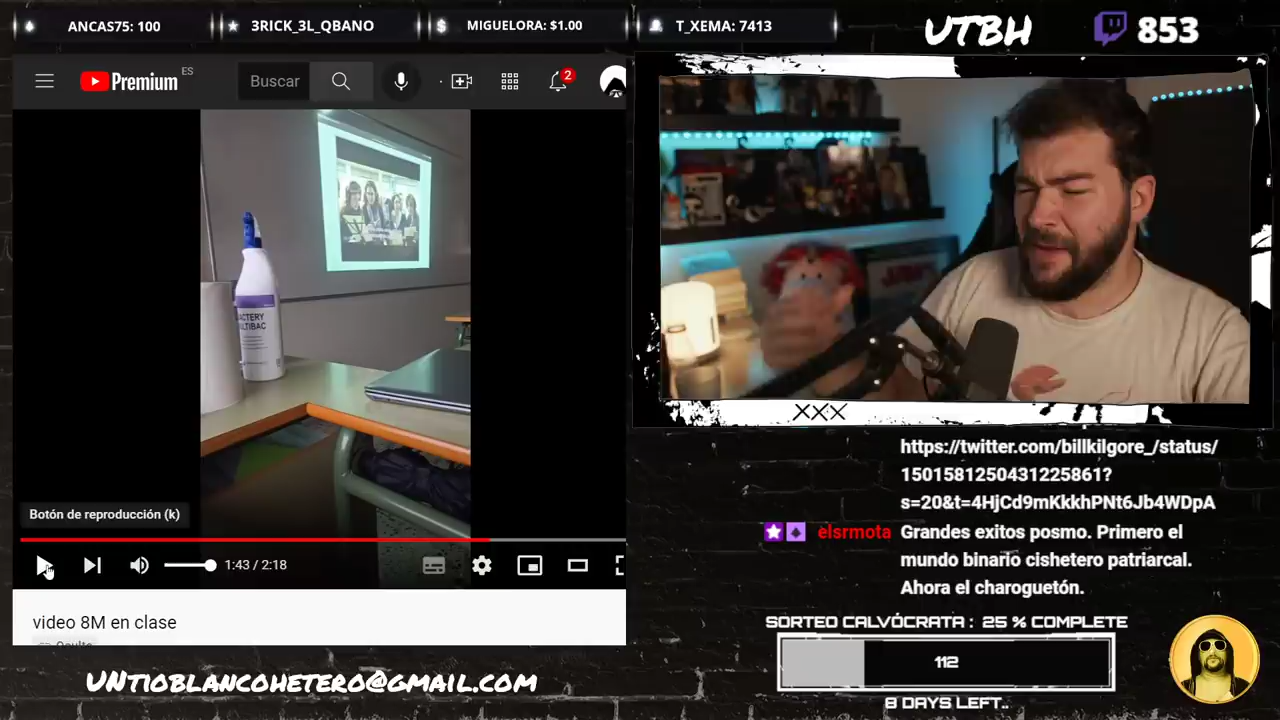 ANCAS75: 100
3RICK_3L_QBANO
MIGUELORA: $1.00
T_XEMA: 7413
UTBH
853
Premium ES
Buscar
2
ACTERY
LTIBAC
Botón de reproducción (k)
1:43 / 2:18
video 8M en clase
Oculto
UNTIOBLANCOHETERO@GMAIL.COM
XXX
https://twitter.com/billkilgore_/status/
1501581250431225861?
s=20&t=4HjCd9mKkkhPNt6Jb4WDpA
elsrmota Grandes exitos posmo. Primero el
mundo binario cishetero patriarcal.
Ahora el charoguetón.
SORTEO CALVÓCRATA : 25 % COMPLETE
112
8 DAYS LEFT..